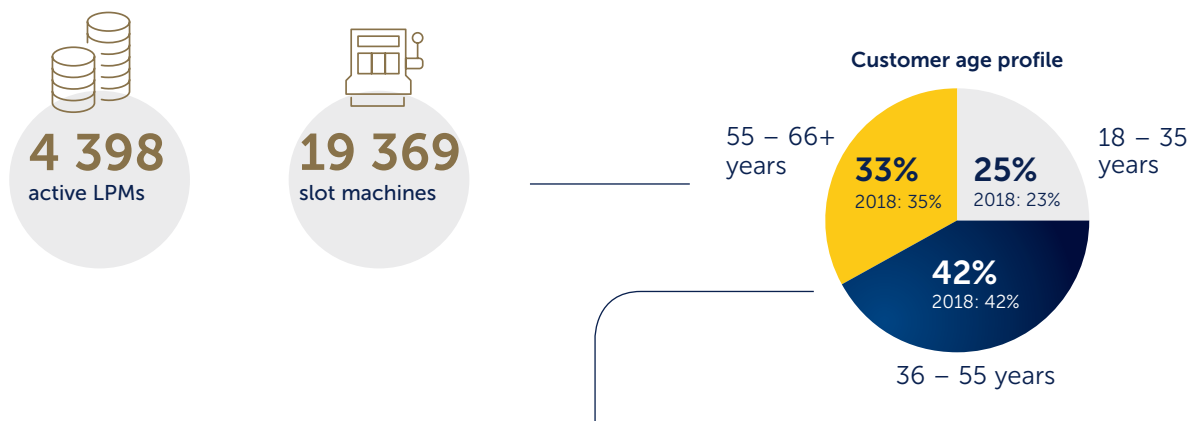 4 398
active LPMs
19 369
slot machines
Customer age profile
55 – 66+
years
33%
2018: 35%
25%
2018: 23%
18 – 35
years
42%
2018: 42%
36 – 55 years